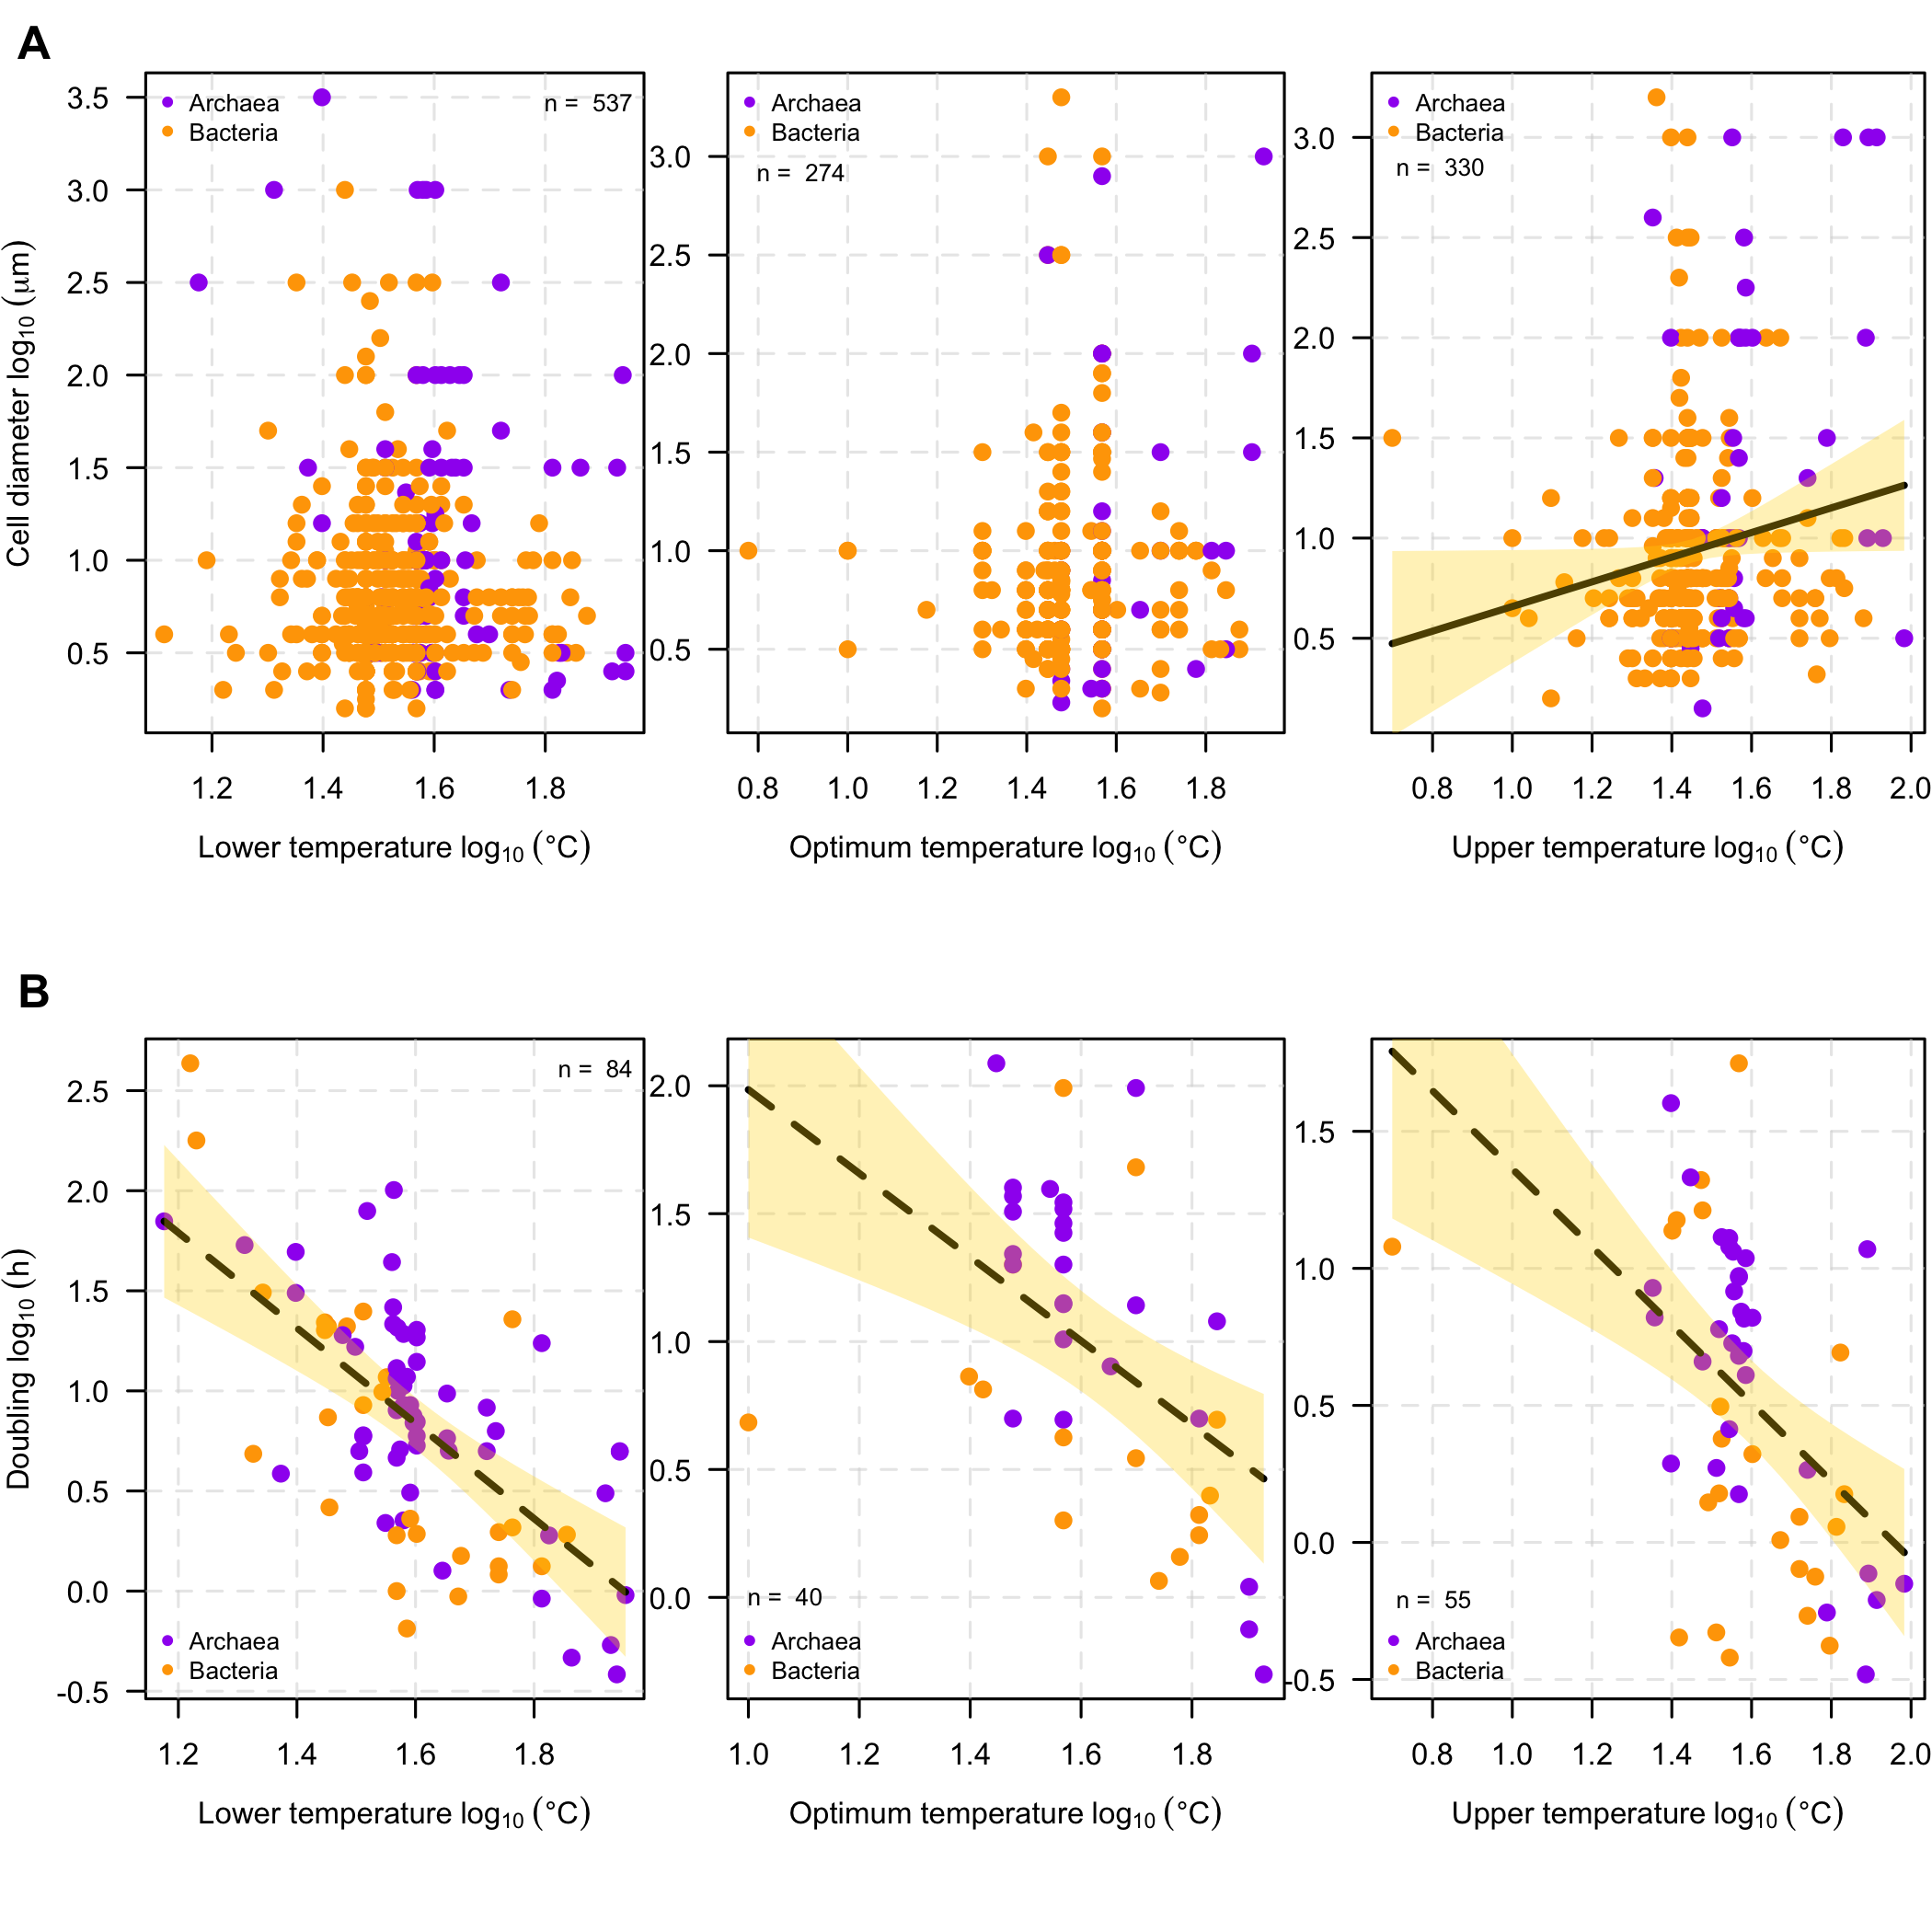 A
Archaea
Bacteria
n = 537
3.5
3.0
2.5
2.0
1.5
1.0
0.5
Cell diameter log10 (μm)
1.2 1.4 1.6 1.8
Lower temperature log10 (°C)
Archaea
Bacteria
n = 274
3.0
2.5
2.0
1.5
1.0
0.5
0.8 1.0 1.2 1.4 1.6 1.8
Optimum temperature log10 (°C)
Archaea
Bacteria
n = 330
3.0
2.5
2.0
1.5
1.0
0.5
0.8 1.0 1.2 1.4 1.6 1.8 2.0
Upper temperature log10 (°C)
B
n = 84
2.5
2.0
1.5
1.0
0.5
0.0
-0.5
Doubling log10 (h)
Archaea
Bacteria
1.2 1.4 1.6 1.8
Lower temperature log10 (°C)
2.0
1.5
1.0
0.5
0.0
n = 40
Archaea
Bacteria
1.0 1.2 1.4 1.6 1.8
Optimum temperature log10 (°C)
1.5
1.0
0.5
0.0
-0.5
n = 55
Archaea
Bacteria
0.8 1.0 1.2 1.4 1.6 1.8 2.0
Upper temperature log10 (°C)